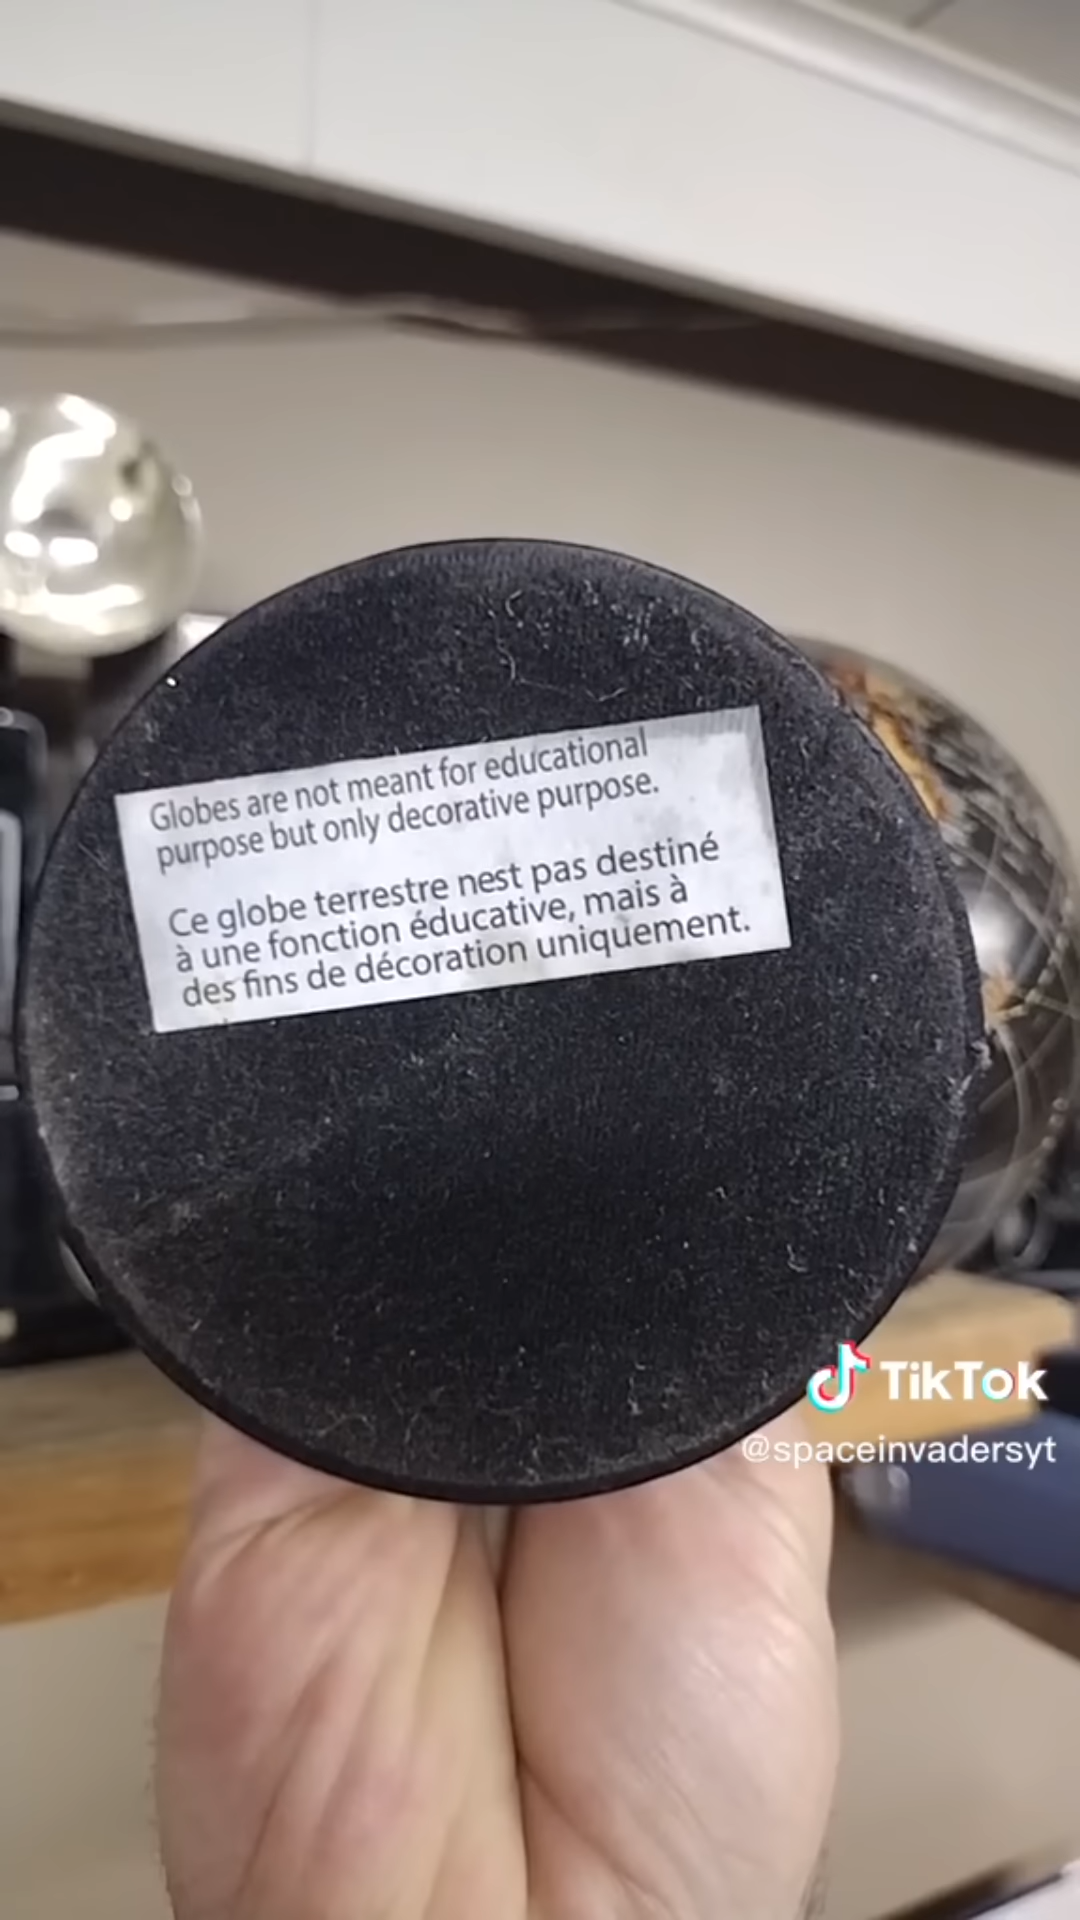 Globes are not meant for educational
purpose but only decorative purpose.
Ce globe terrestre nest pas destiné
à une fonction éducative, mais à
des fins de décoration uniquement.
TikTok
@spaceinvadersyt